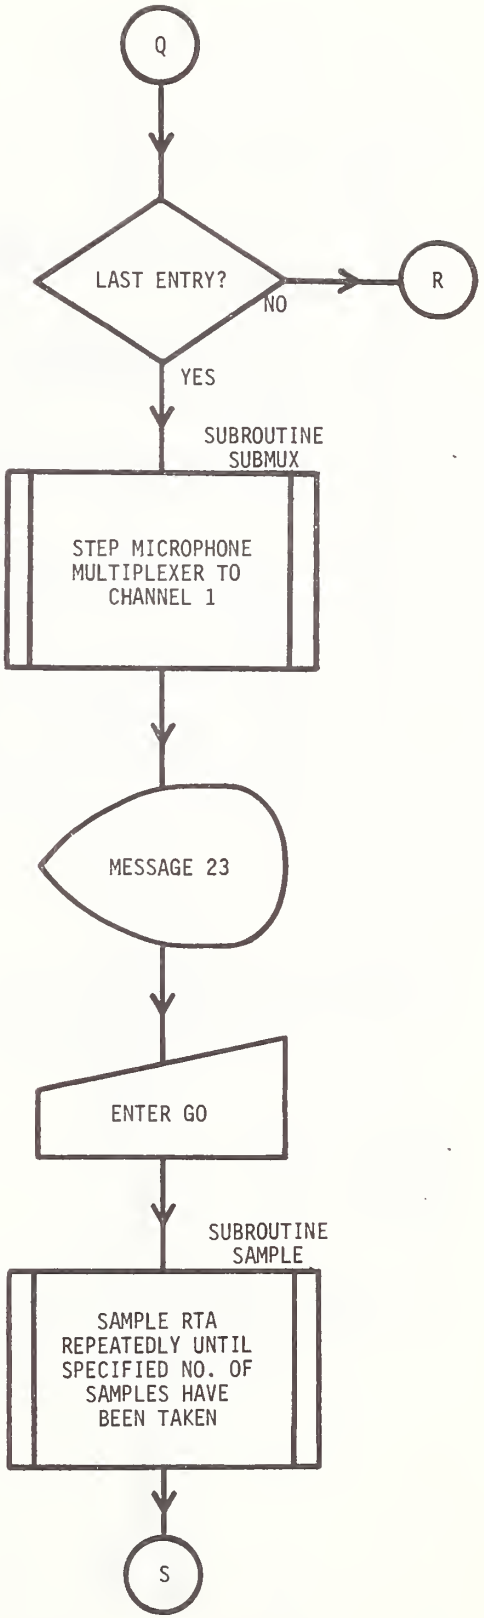 Q
LAST ENTRY?
R
NO
YES
SUBROUTINE
SUBMUX
STEP MICROPHONE
MULTIPLEXER TO
CHANNEL 1
MESSAGE 23
ENTER GO
SUBROUTINE
SAMPLE
SAMPLE RTA
REPEATEDLY UNTIL
SPECIFIED NO. OF
SAMPLES HAVE
BEEN TAKEN
S